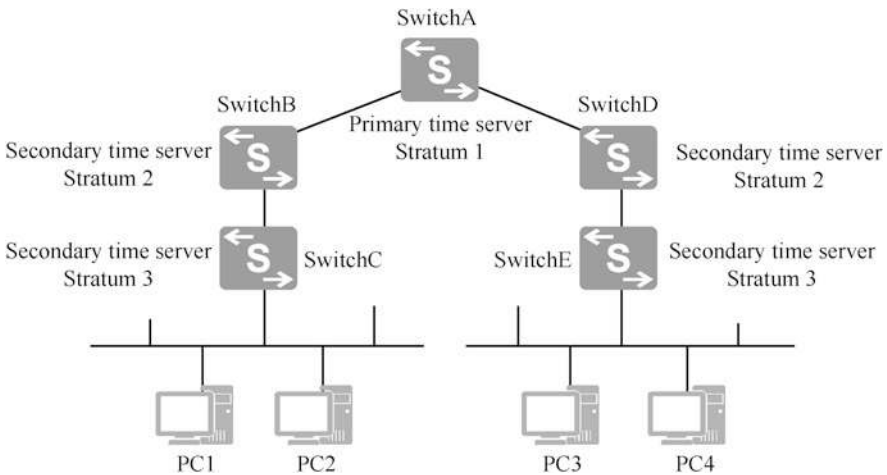 SwitchA
S
SwitchB
SwitchD
Primary time server
Stratum 1
Secondary time server
Stratum 2
S
S
Secondary time server
Stratum 2
Secondary time server
Stratum 3
S
SwitchC
SwitchE
S
Secondary time server
Stratum 3
PC1
PC2
PC3
PC4